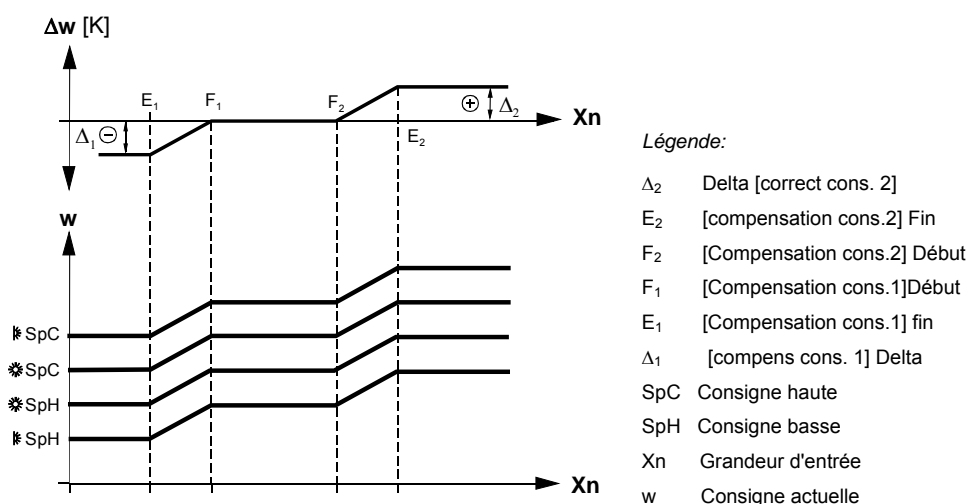 Δw [K]
E₁ F₁ F₂ ⊕ Δ₂
Δ₁ ⊖ Xn
E₂
w
SpC
SpC
SpH
SpH
Xn
Légende:
Δ₂ Delta [correct cons. 2]
E₂ [compensation cons.2] Fin
F₂ [Compensation cons.2] Début
F₁ [Compensation cons.1]Début
E₁ [Compensation cons.1] fin
Δ₁ [compens cons. 1] Delta
SpC Consigne haute
SpH Consigne basse
Xn Grandeur d'entrée
w Consigne actuelle